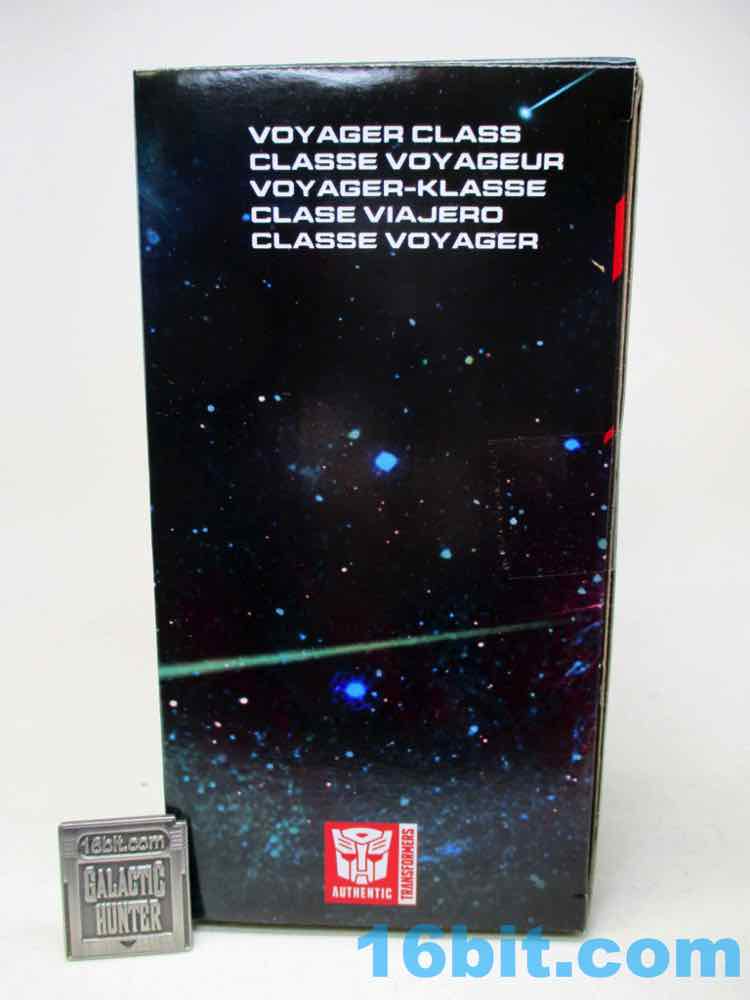 VOYAGER CLASS
CLASSE VOYAGEUR
VOYAGER-KLASSE
CLASE VIAJERO
CLASSE VOYAGER
AUTHENTIC
TRANSFORMERS
16bit.com
GALACTIC
HUNTER
16bit.com